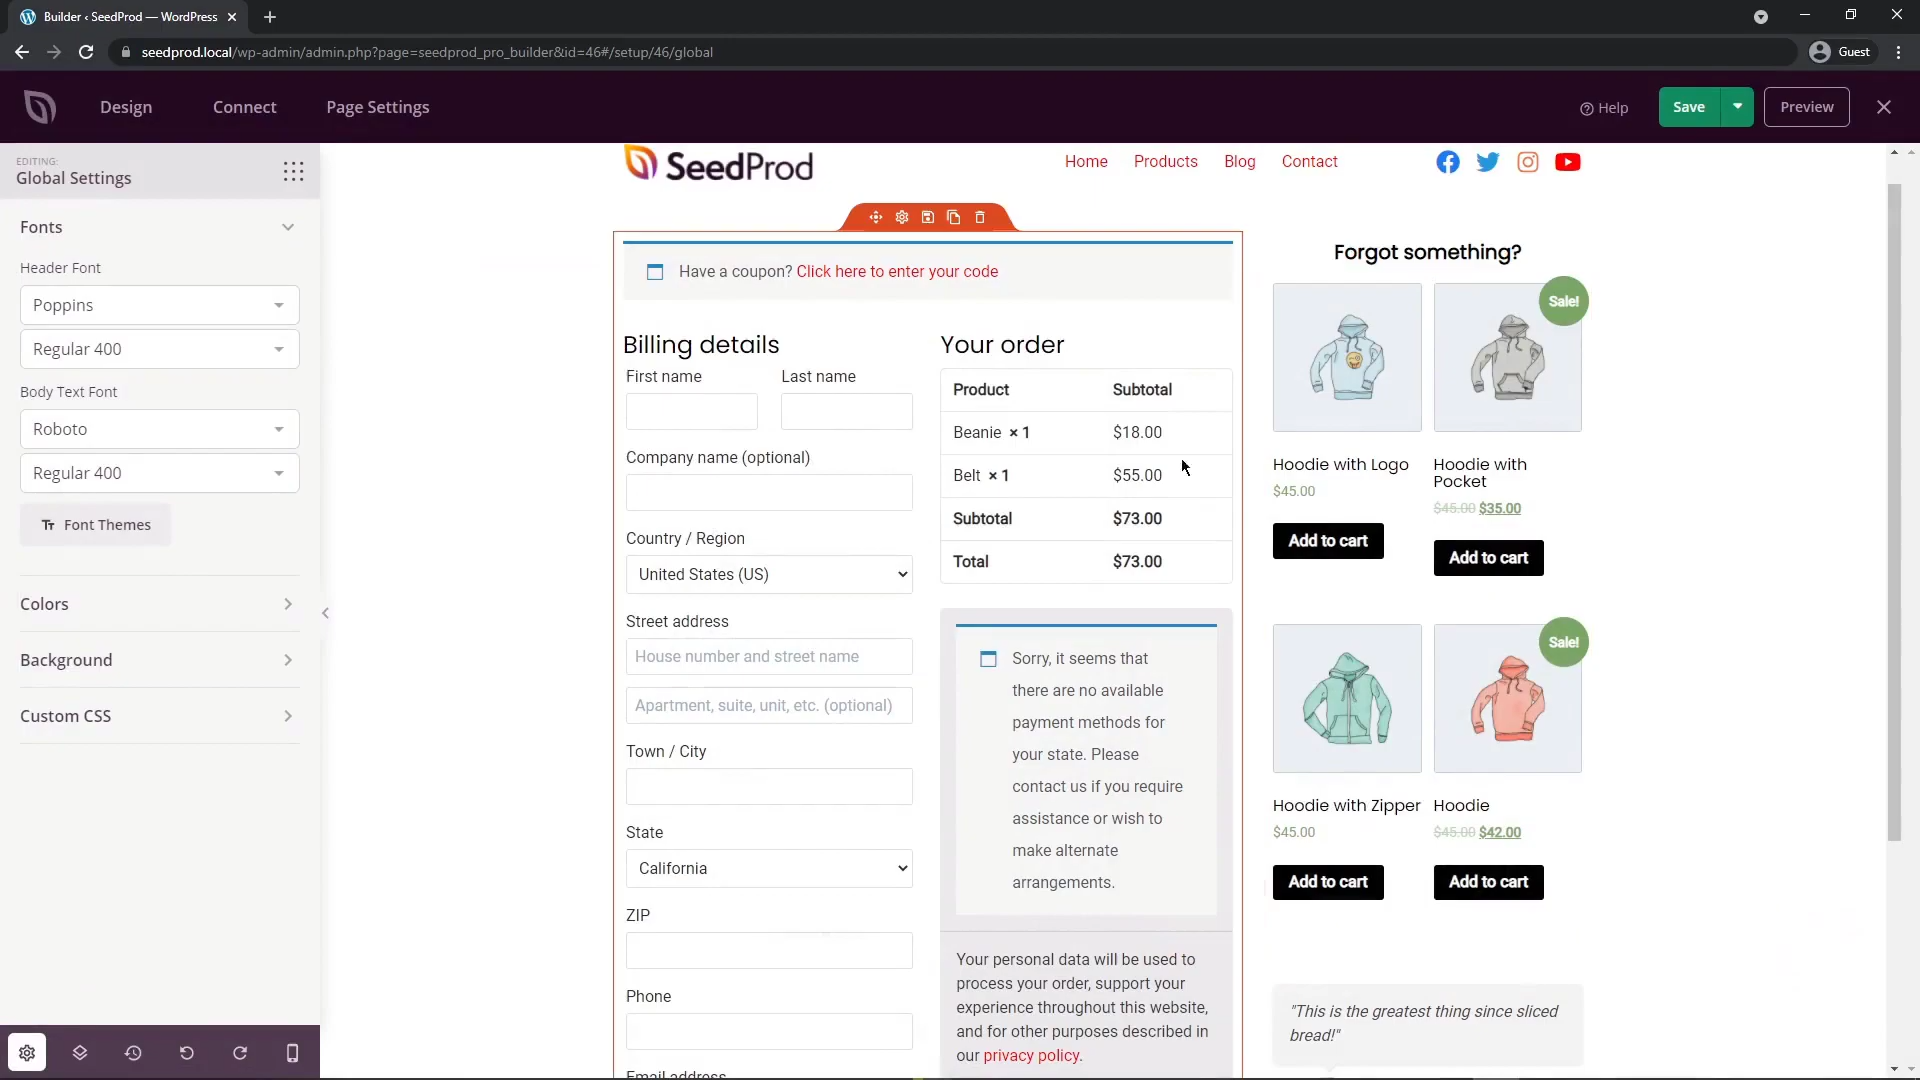 Builder ‹ SeedProd — WordPress
seedprod.local/wp-admin/admin.php?page=seedprod_pro_builder&id=46#/setup/46/global
Guest
Design
Connect
Page Settings
Help
Save
Preview
EDITING:
Global Settings
Fonts
Header Font
Poppins
Regular 400
Body Text Font
Roboto
Regular 400
Tт Font Themes
Colors
Background
Custom CSS
SeedProd
Home
Products
Blog
Contact
Have a coupon? Click here to enter your code
Billing details
First name
Last name
Company name (optional)
Country / Region
United States (US)
Street address
House number and street name
Apartment, suite, unit, etc. (optional)
Town / City
State
California
ZIP
Phone
Email address
Your order
Product Subtotal
Beanie × 1 $18.00
Belt × 1 $55.00
Subtotal $73.00
Total $73.00
Sorry, it seems that
there are no available
payment methods for
your state. Please
contact us if you require
assistance or wish to
make alternate
arrangements.
Your personal data will be used to
process your order, support your
experience throughout this website,
and for other purposes described in
our privacy policy.
Forgot something?
Hoodie with Logo
$45.00
Add to cart
Sale!
Hoodie with
Pocket
$45.00 $35.00
Add to cart
Hoodie with Zipper
$45.00
Add to cart
Sale!
Hoodie
$45.00 $42.00
Add to cart
"This is the greatest thing since sliced
bread!"